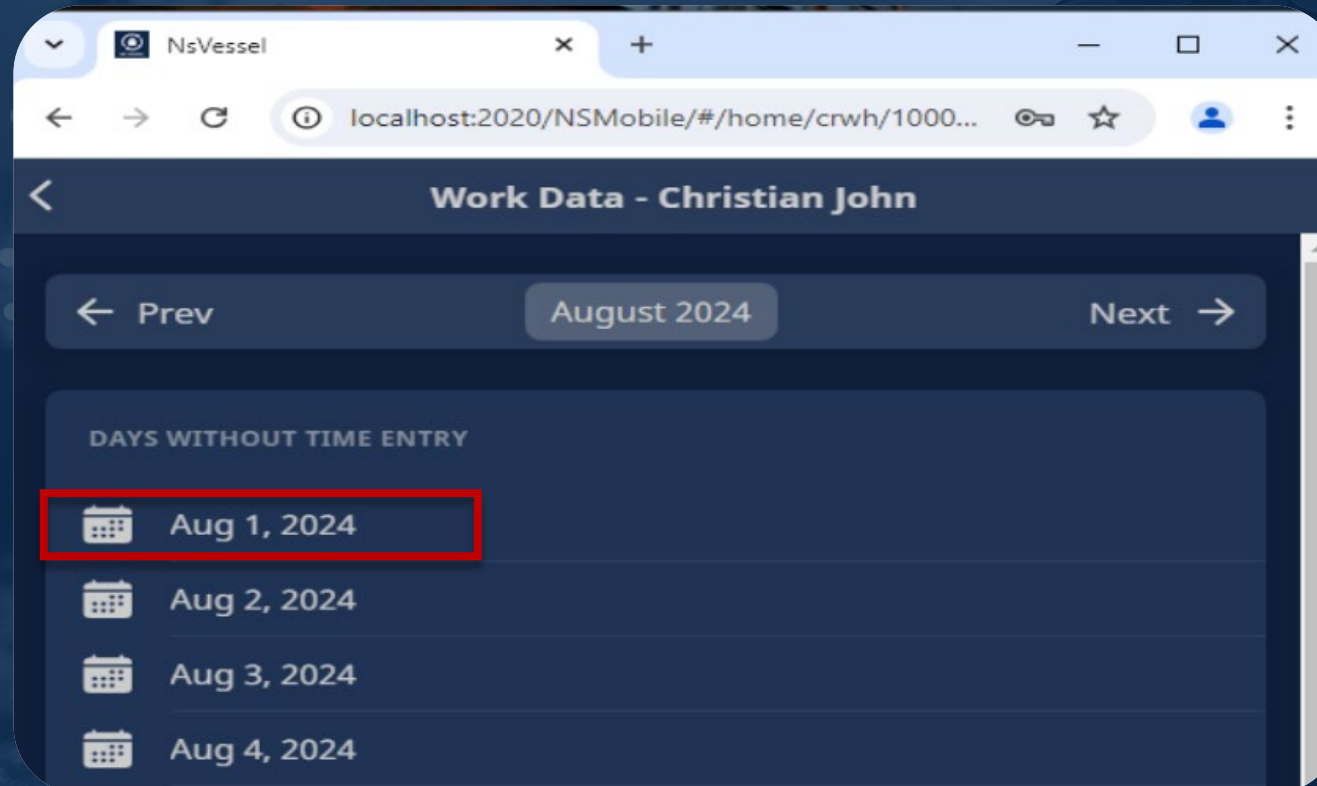 NsVessel
localhost:2020/NSMobile/#/home/crwh/1000...
Work Data - Christian John
Prev August 2024 Next
DAYS WITHOUT TIME ENTRY
Aug 1, 2024
Aug 2, 2024
Aug 3, 2024
Aug 4, 2024